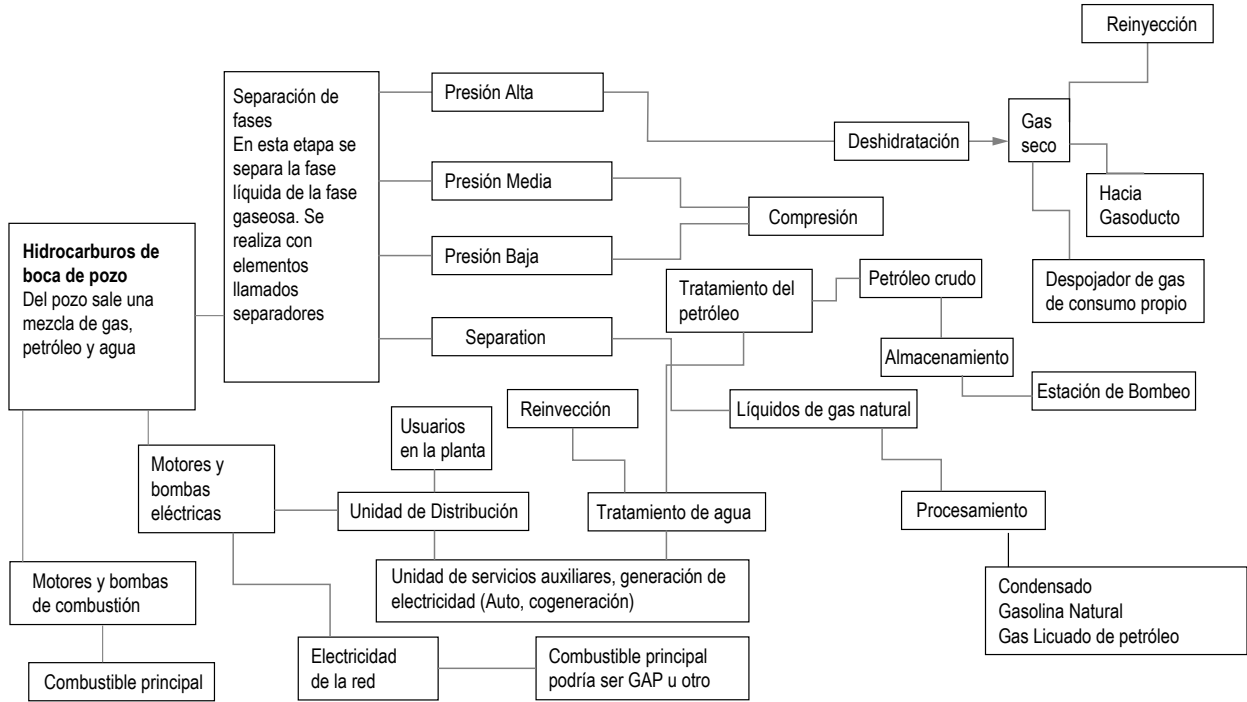 Reinyección
Separación de
fases
En esta etapa se
separa la fase
líquida de la fase
gaseosa. Se
realiza con
elementos
llamados
separadores
Presión Alta
Deshidratación
Gas
seco
Presión Media
Hacia
Gasoducto
Compresión
Hidrocarburos de
boca de pozo
Del pozo sale una
mezcla de gas,
petróleo y agua
Presión Baja
Tratamiento del
petróleo
Petróleo crudo
Despojador de gas
de consumo propio
Separation
Almacenamiento
Estación de Bombeo
Usuarios
en la planta
Reinvección
Líquidos de gas natural
Motores y
bombas
eléctricas
Unidad de Distribución
Tratamiento de agua
Procesamiento
Motores y bombas
de combustión
Unidad de servicios auxiliares, generación de
electricidad (Auto, cogeneración)
Condensado
Gasolina Natural
Gas Licuado de petróleo
Combustible principal
Electricidad
de la red
Combustible principal
podría ser GAP u otro